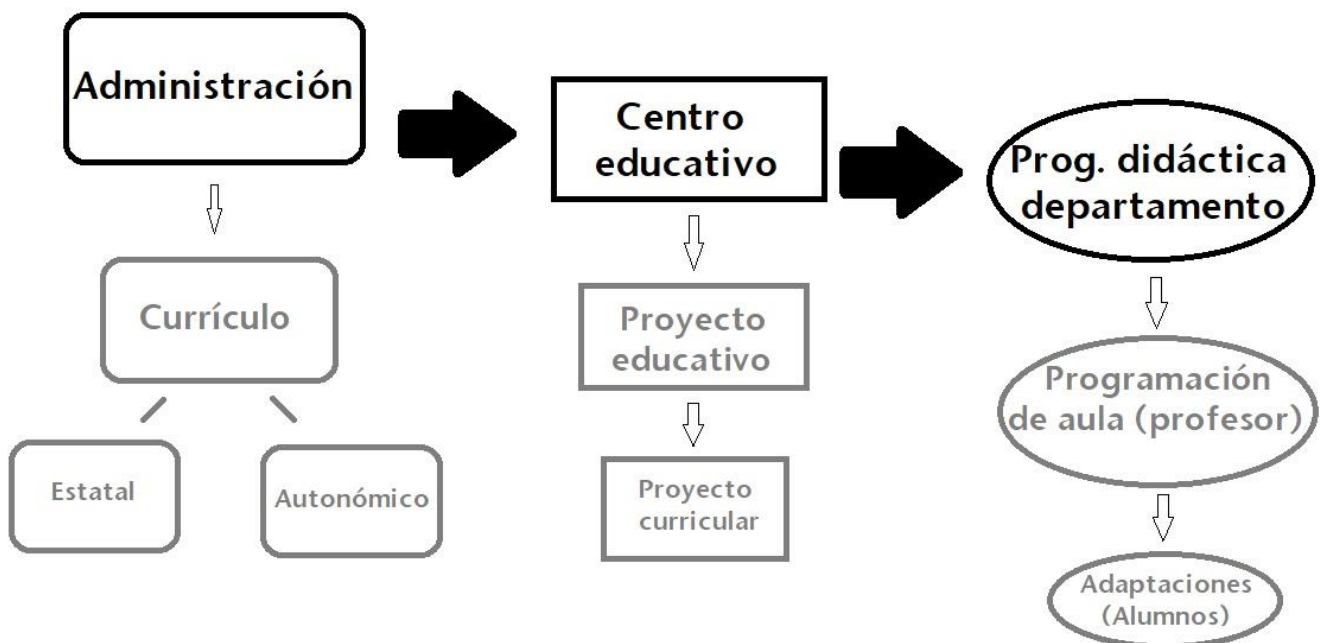 Administración
Centro
educativo
Prog. didáctica
departamento
Currículo
Estatal
Autonómico
Proyecto
educativo
Proyecto
curricular
Programación
de aula (profesor)
Adaptaciones
(Alumnos)